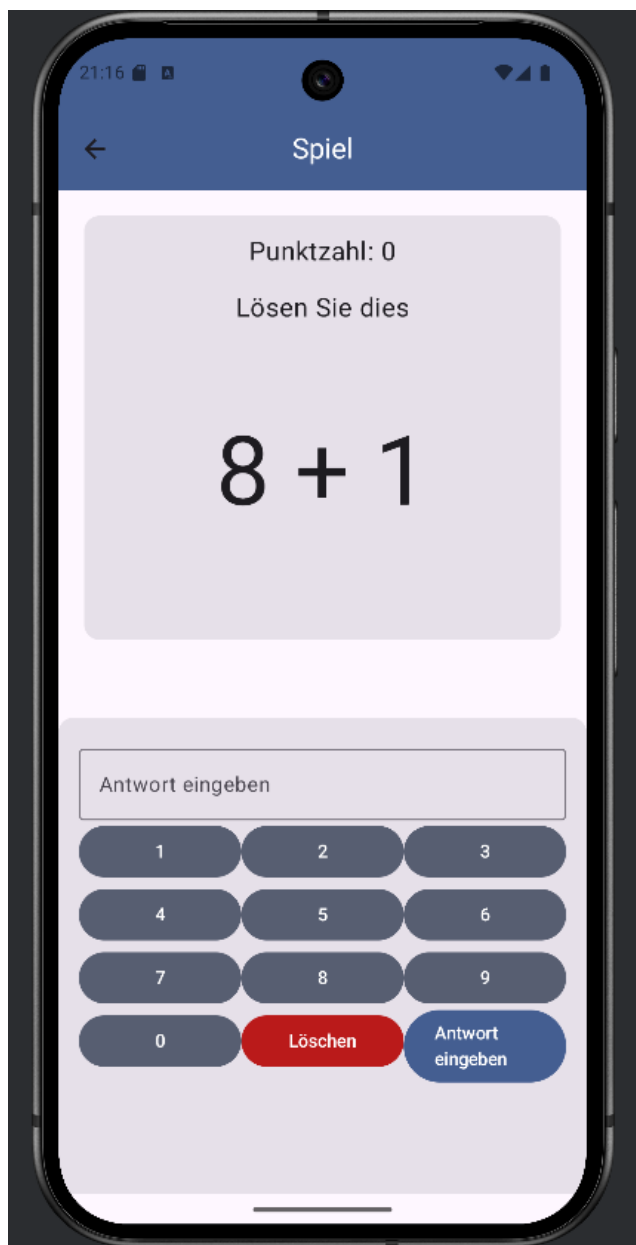 21:16
Spiel
Punktzahl: 0
Lösen Sie dies
8 + 1
Antwort eingeben
1 2 3
4 5 6
7 8 9
0 Löschen Antwort
eingeben